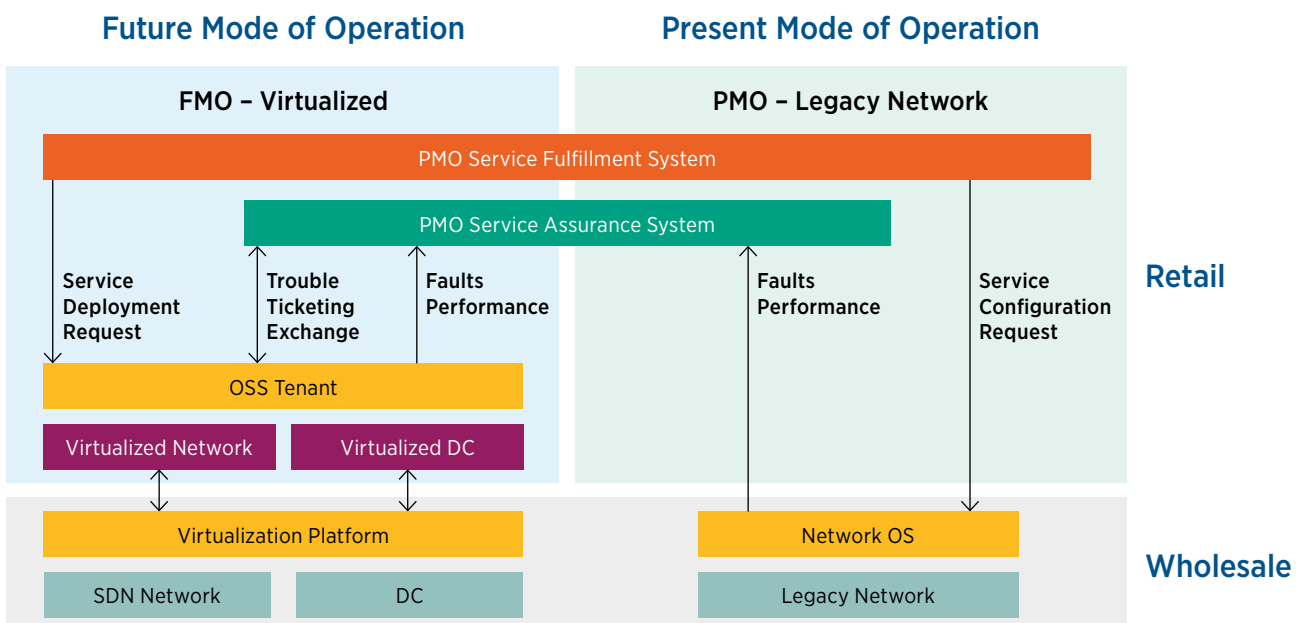 Future Mode of Operation
Present Mode of Operation
FMO – Virtualized
PMO – Legacy Network
PMO Service Fulfillment System
PMO Service Assurance System
Service
Deployment
Request
Trouble
Ticketing
Exchange
Faults
Performance
Faults
Performance
Service
Configuration
Request
Retail
OSS Tenant
Virtualized Network
Virtualized DC
Virtualization Platform
Network OS
Wholesale
SDN Network
DC
Legacy Network